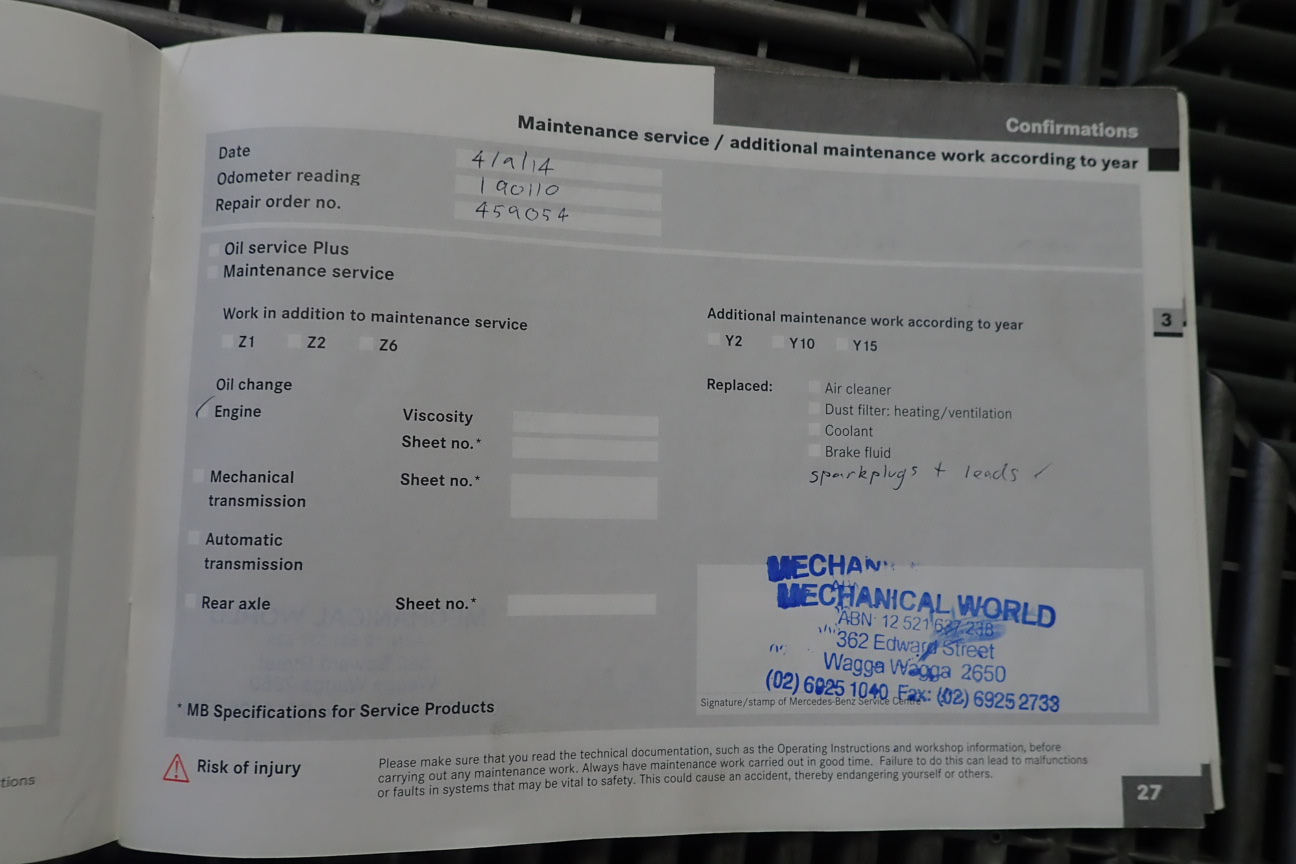 Confirmations
Maintenance service / additional maintenance work according to year
Date 4/9/14
Odometer reading 190110
Repair order no. 459054
Oil service Plus
Maintenance service
Work in addition to maintenance service
Z1 Z2 Z6
Oil change
Engine Viscosity
Sheet no.*
Mechanical Sheet no.*
transmission
Automatic
transmission
Rear axle Sheet no.*
* MB Specifications for Service Products
Additional maintenance work according to year
Y2 Y10 Y15
Replaced: Air cleaner
Dust filter: heating/ventilation
Coolant
Brake fluid
sparkplugs + leads ✓
3
MECHAN
MECHANICAL WORLD
ABN: 12 521 637 238
362 Edward Street
Wagga Wagga 2650
(02) 6925 1040 Fax: (02) 6925 2733
Signature/stamp of Mercedes-Benz Service Centre
Risk of injury
Please make sure that you read the technical documentation, such as the Operating Instructions and workshop information, before
carrying out any maintenance work. Always have maintenance work carried out in good time. Failure to do this can lead to malfunctions
or faults in systems that may be vital to safety. This could cause an accident, thereby endangering yourself or others.
27
tions